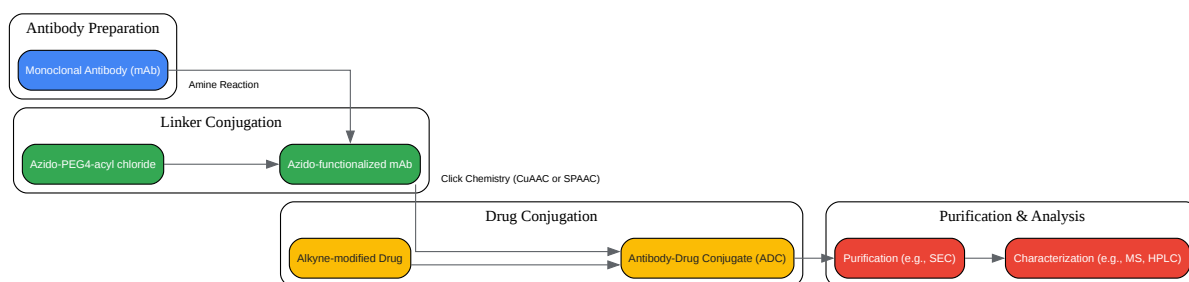 Antibody Preparation
Monoclonal Antibody (mAb)
Amine Reaction
Linker Conjugation
Azido-PEG4-acyl chloride
Azido-functionalized mAb
Click Chemistry (CuAAC or SPAAC)
Drug Conjugation
Alkyne-modified Drug
Antibody-Drug Conjugate (ADC)
Purification & Analysis
Purification (e.g., SEC)
Characterization (e.g., MS, HPLC)